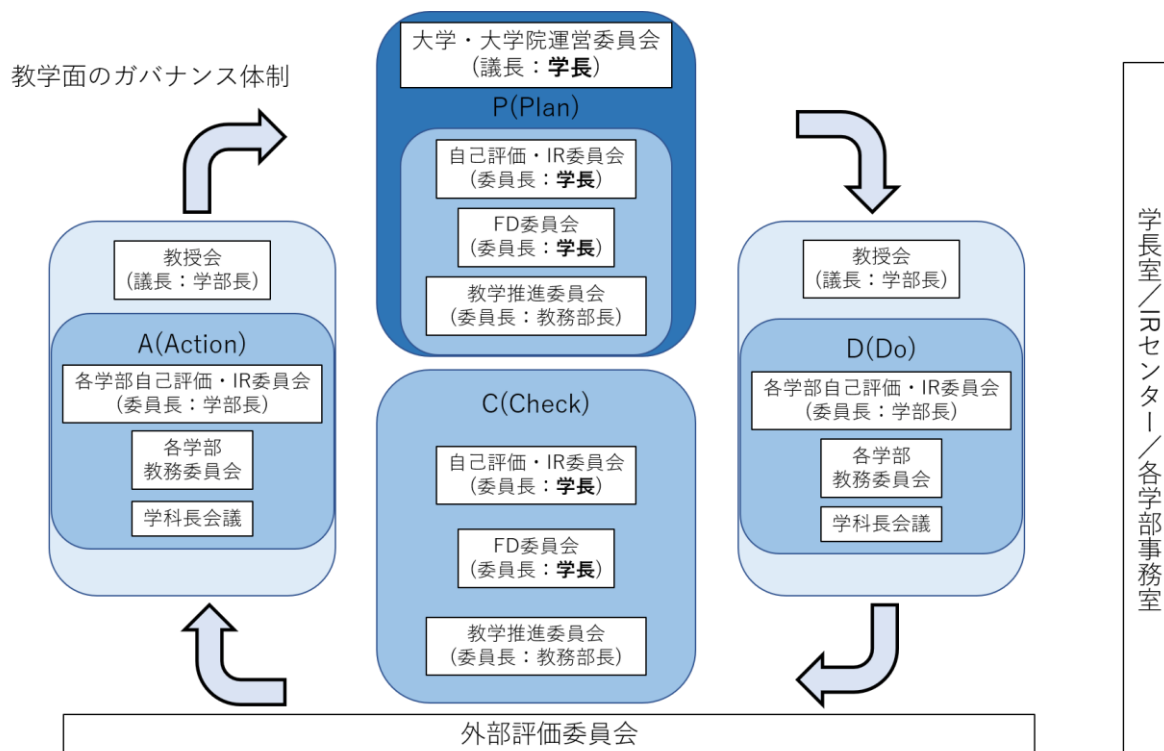 教学面のガバナンス体制
大学・大学院運営委員会
(議長：学長)
P(Plan)
自己評価・IR委員会
(委員長：学長)
FD委員会
(委員長：学長)
教学推進委員会
(委員長：教務部長)
教授会
(議長：学部長)
D(Do)
各学部自己評価・IR委員会
(委員長：学部長)
各学部
教務委員会
学科長会議
C(Check)
自己評価・IR委員会
(委員長：学長)
FD委員会
(委員長：学長)
教学推進委員会
(委員長：教務部長)
教授会
(議長：学部長)
A(Action)
各学部自己評価・IR委員会
(委員長：学部長)
各学部
教務委員会
学科長会議
外部評価委員会
学長室／IRセンター／各学部事務室